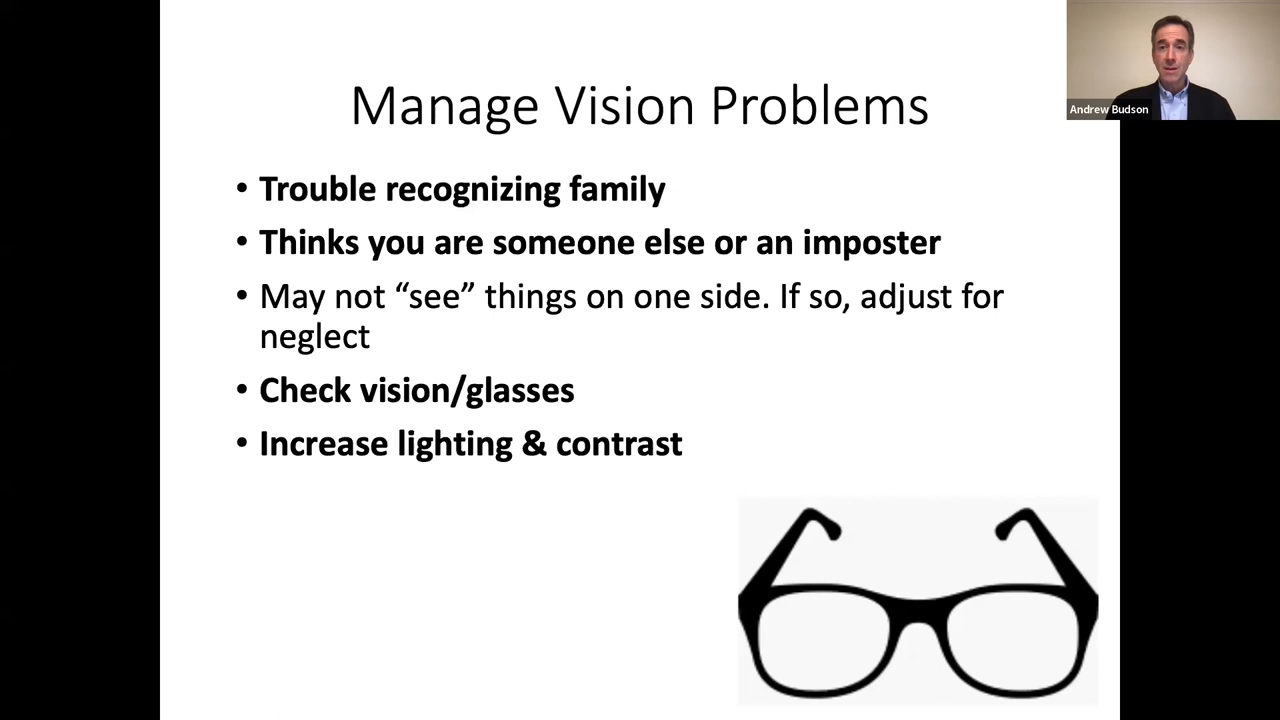 Manage Vision Problems
Andrew Budson
• Trouble recognizing family
• Thinks you are someone else or an imposter
• May not “see” things on one side. If so, adjust for
neglect
• Check vision/glasses
• Increase lighting & contrast